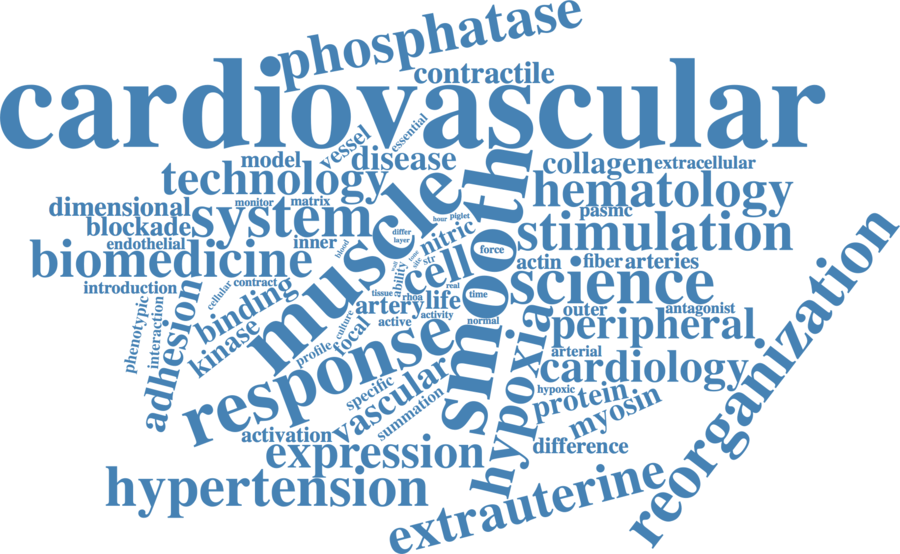 phosphatase
contractile
cardiovascular
essential
vessel
model
disease
collagen
extracellular
technology
muscle
smooth
hematology
monitor
matrix
dimensional
system
hour
piglet
pasmc
blockade
differ
layer
nitric
stimulation
endothelial
inner
blood
force
biomedicine
cell
str
actin
fiber
arteries
ability
science
introduction
cellular
contract
real
tissue
rhoa
time
phenotypic
interaction
adhesion
binding
artery
life
outer
antagonist
culture
active
activity
normal
peripheral
kinase
focal
profile
response
hypoxia
arterial
cardiology
specific
vascular
hypoxic
protein
summation
myosin
activation
difference
expression
reorganization
hypertension
extrauterine